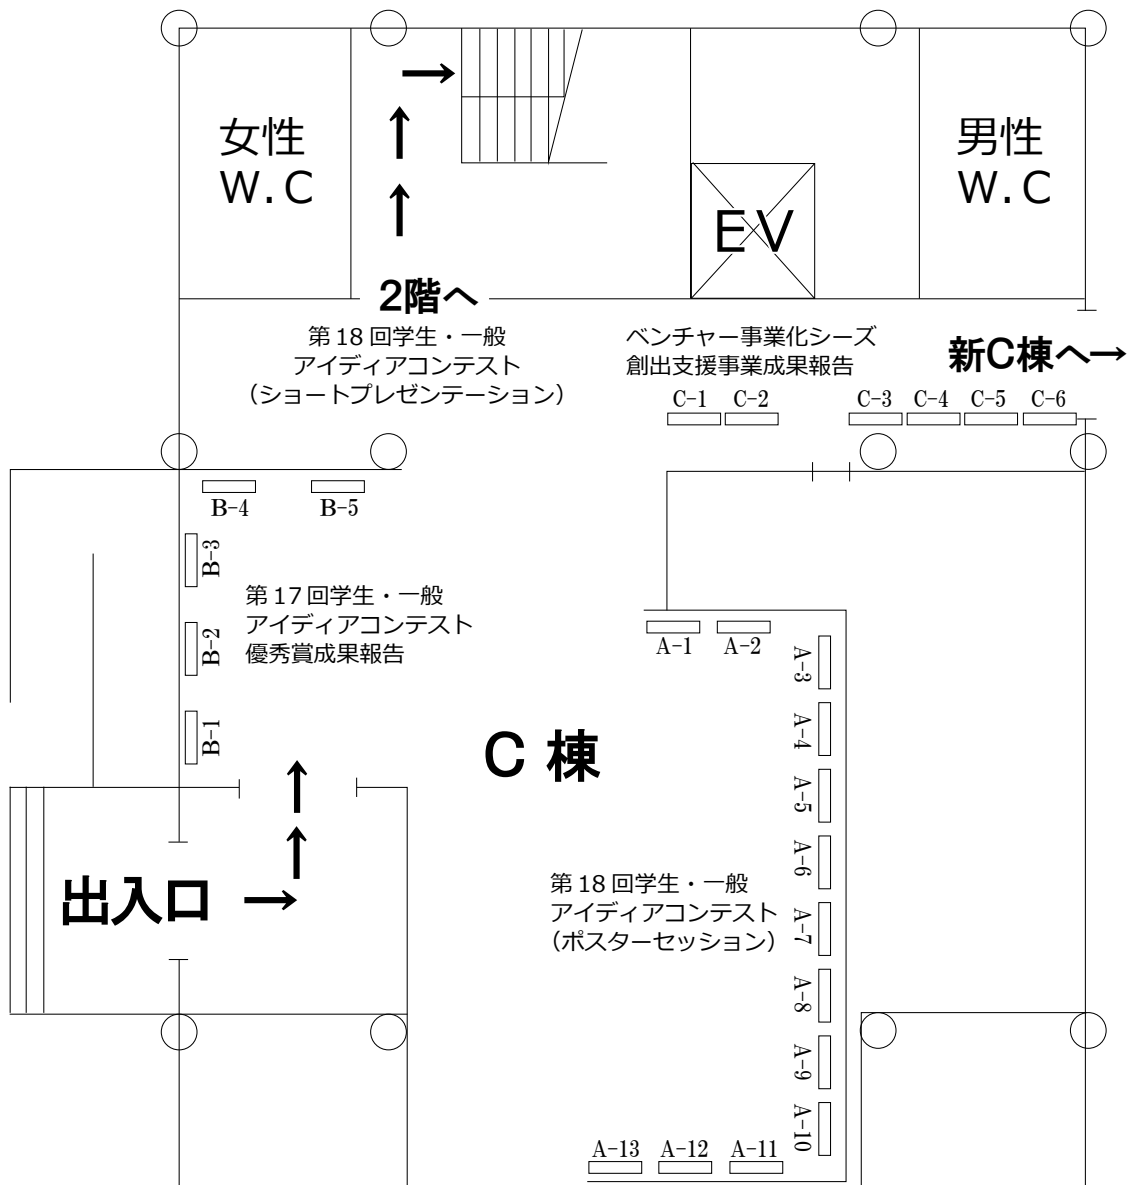 女性
W.C
男性
W.C
EV
2階へ
第18回学生・一般
アイディアコンテスト
（ショートプレゼンテーション）
ベンチャー事業化シーズ
創出支援事業成果報告
新C棟へ→
C-1
C-2
C-3
C-4
C-5
C-6
B-4
B-5
B-3
B-2
B-1
第17回学生・一般
アイディアコンテスト
優秀賞成果報告
A-1
A-2
A-3
A-4
A-5
A-6
A-7
A-8
A-9
A-10
C 棟
出入口 →
第18回学生・一般
アイディアコンテスト
（ポスターセッション）
A-13
A-12
A-11